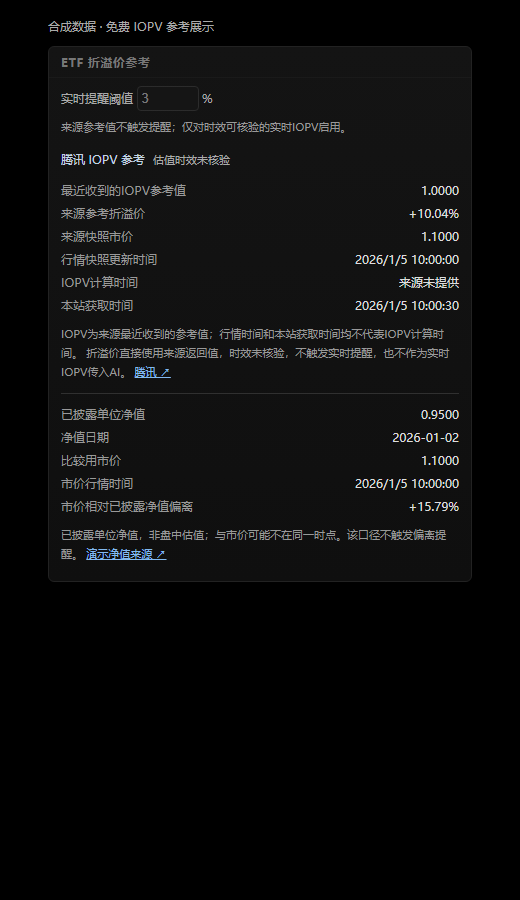 合成数据 · 免费 IOPV 参考展示
ETF 折溢价参考
实时提醒阈值 3 %
来源参考值不触发提醒；仅对时效可核验的实时IOPV启用。
腾讯 IOPV 参考 估值时效未核验
最近收到的IOPV参考值 1.0000
来源参考折溢价 +10.04%
来源快照市价 1.1000
行情快照更新时间 2026/1/5 10:00:00
IOPV计算时间 来源未提供
本站获取时间 2026/1/5 10:00:30
IOPV为来源最近收到的参考值；行情时间和本站获取时间均不代表IOPV计算时
间。 折溢价直接使用来源返回值，时效未核验，不触发实时提醒，也不作为实时
IOPV传入AI。 腾讯 ↗
已披露单位净值 0.9500
净值日期 2026-01-02
比较用市价 1.1000
市价行情时间 2026/1/5 10:00:00
市价相对已披露净值偏离 +15.79%
已披露单位净值，非盘中估值；与市价可能不在同一时点。该口径不触发偏离提
醒。 演示净值来源 ↗